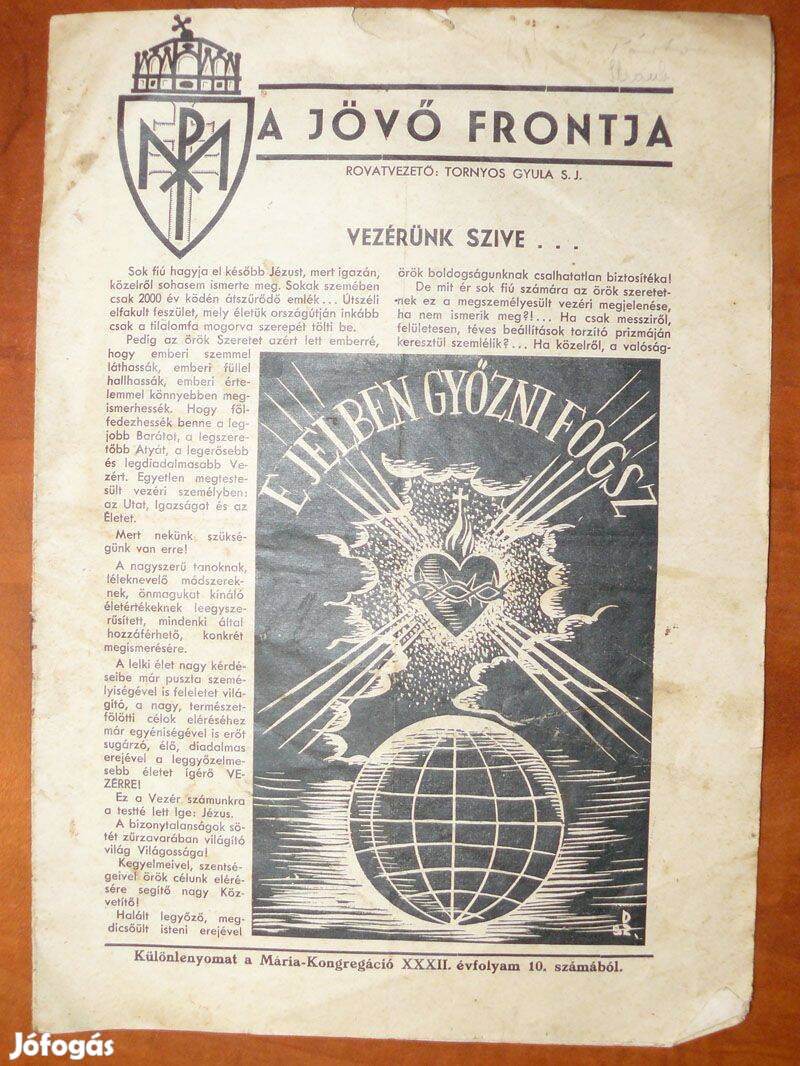 A JÖVŐ FRONTJA
ROVATVEZETŐ: TORNYOS GYULA S. J.
VEZÉRÜNK SZIVE . . .
Sok fiú hagyja el később Jézust, mert igazán,
közelről sohasem ismerte meg. Sokak szemében
csak 2000 év ködén átszűrődő emlék... Útszéli
elfakult feszület, mely életük országútján inkább
csak a tilalomfa mogorva szerepét tölti be.
Pedig az örök Szeretet azért lett emberré,
hogy emberi szemmel
láthassák, emberi füllel
hallhassák, emberi érte-
lemmel könnyebben meg-
ismerhessék. Hogy föl-
fedezhessék benne a leg-
jobb Barátot, a legszere-
tőbb Atyát, a legerősebb
és legdiadalmasabb Ve-
zért. Egyetlen megteste-
sült vezéri személyben:
az Utat, Igazságot és az
Életet.
Mert nekünk szüksé-
günk van erre!
A nagyszerű tanoknak,
léleknevelő módszerek-
nek, önmagukat kínáló
életértékeknek leegysze-
rűsített, mindenki által
hozzáférhető, konkrét
megismerésére.
A lelki élet nagy kérdé-
seibe már puszta szemé-
lyiségével is feleletet vilá-
gító, a nagy, természet-
fölötti célok eléréséhez
már egyéniségével is erőt
sugárzó, élő, diadalmas
erejével a leggyőzelme-
sebb életet ígérő VE-
ZÉRRE!
Ez a Vezér számunkra
a testté lett Ige: Jézus.
A bizonytalanságok sö-
tét zűrzavarában világító
világ Világossága!
Kegyelmeivel, szentsé-
geivel örök célunk eléré-
sére segítő nagy Köz-
vetítő!
Halált legyőző, meg-
dicsőült isteni erejével
örök boldogságunknak csalhatatlan biztosítéka!
De mit ér sok fiú számára az örök szeretet-
nek ez a megszemélyesült vezéri megjelenése,
ha nem ismerik meg?!... Ha csak messziről,
felületesen, téves beállítások torzító prizmáján
keresztül szemlélik?... Ha közelről, a valóság-
E JELBEN GYŐZNI FOGSZ
D
SZ.
Különlenyomat a Mária-Kongregáció XXXII. évfolyam 10. számából.
Jófogás